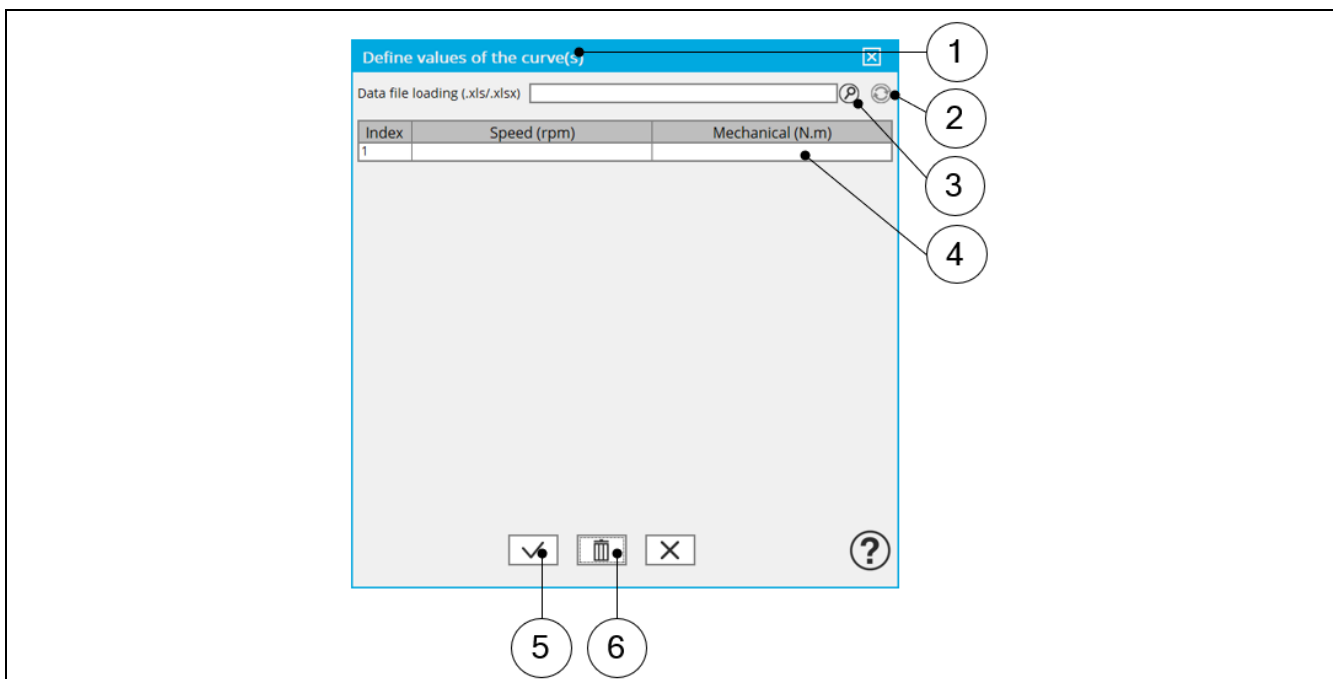 Define values of the curve(s)
1
Data file loading (.xls/.xlsx)
2
Index Speed (rpm) Mechanical (N.m)
1
3
4
?
5 6